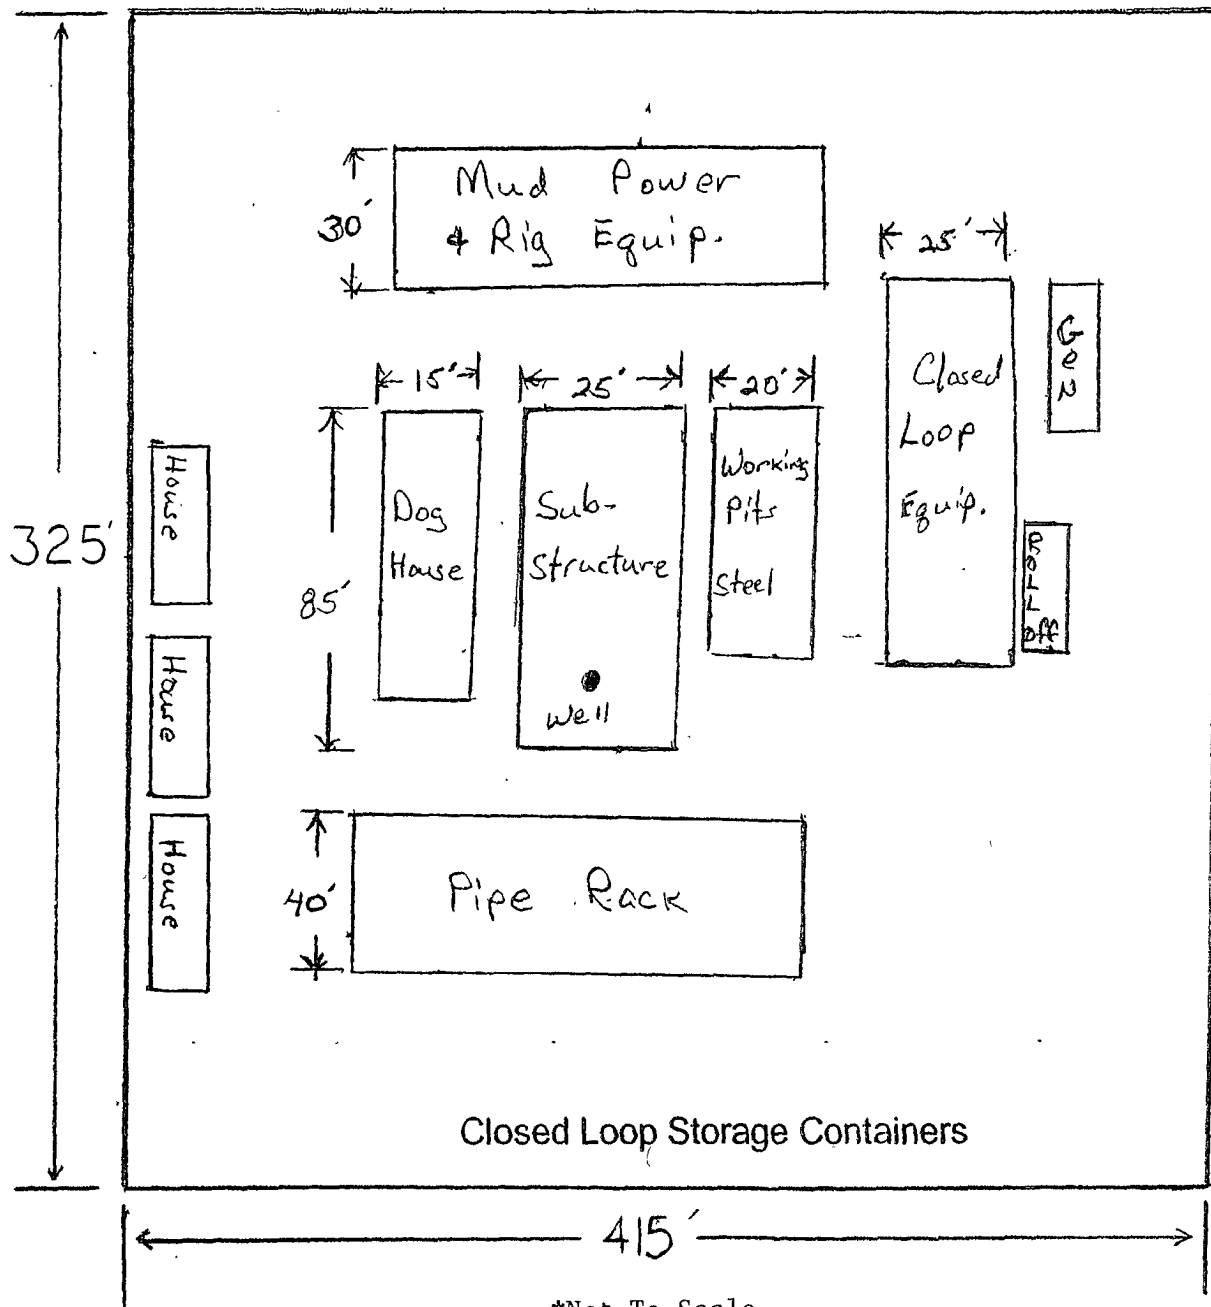 Mud Power
& Rig Equip.
30'
25'
Gen
15'
25'
20'
Closed
Loop
Equip.
Working
Pits
Steel
Dog
House
Sub-
Structure
House
325'
85'
Roll
off
House
Well
House
40'
Pipe Rack
Closed Loop Storage Containers
415'
*Not To Scale